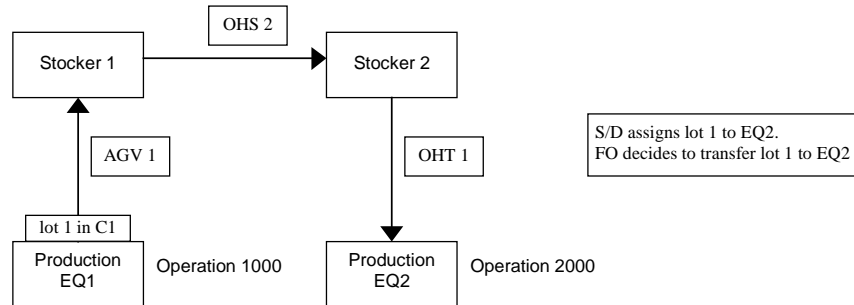 OHS 2
Stocker 1
Stocker 2
S/D assigns lot 1 to EQ2.
FO decides to transfer lot 1 to EQ2
AGV 1
OHT 1
lot 1 in C1
Production
EQ1
Operation 1000
Production
EQ2
Operation 2000